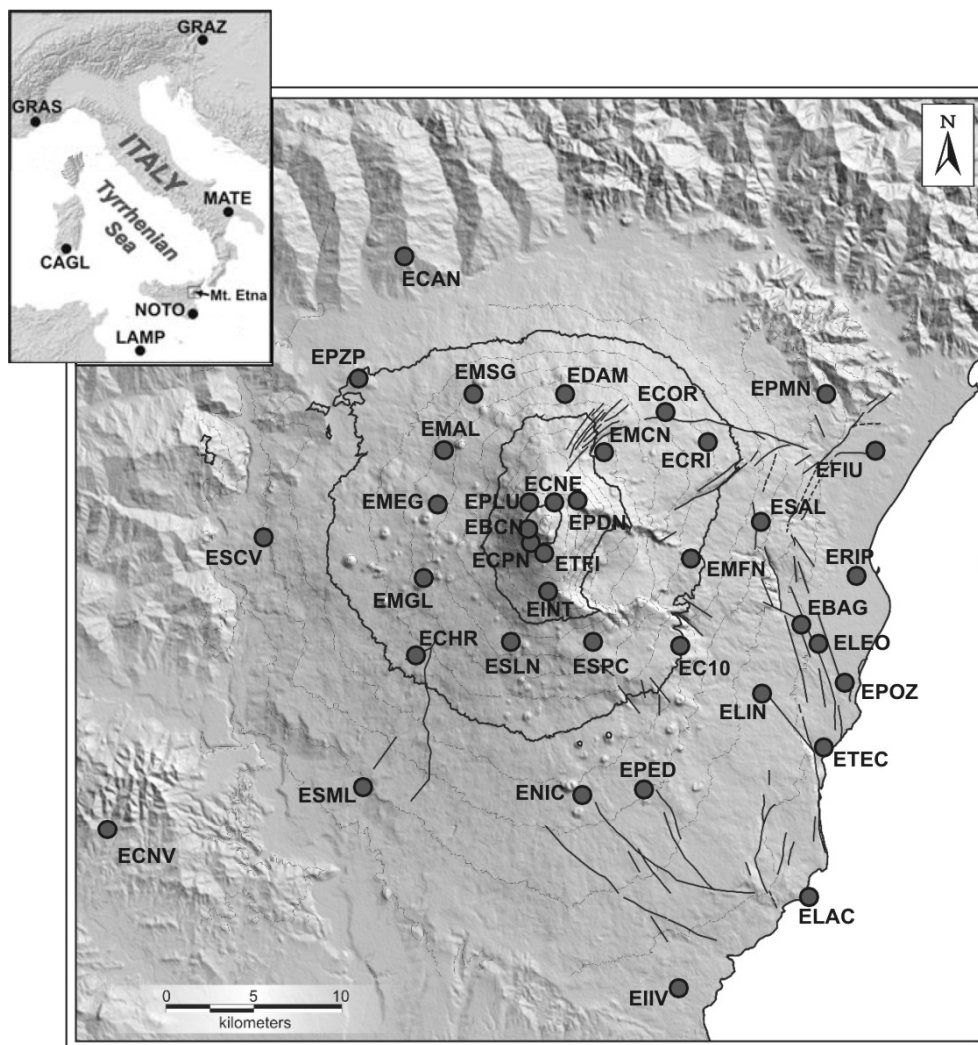 GRAZ
GRAS
ITALY
Tyrrhenian
Sea
MATE
CAGL
Mt. Etna
NOTO
LAMP
N
ECAN
EPZP
EMSG
EDAM
ECOR
EPMN
EMAL
EMCN
ECRI
EFIU
EMEG
EPLU
ECNE
EPDN
ESAL
EBCN
ESCV
ECPN
ETFI
EMFN
ERIP
EMGL
EINT
EBAG
ECHR
ESLN
ESPC
EC10
ELEO
ELIN
EPOZ
ETEC
ESML
ENIC
EPED
ECNV
ELAC
EIIV
0 5 10
kilometers